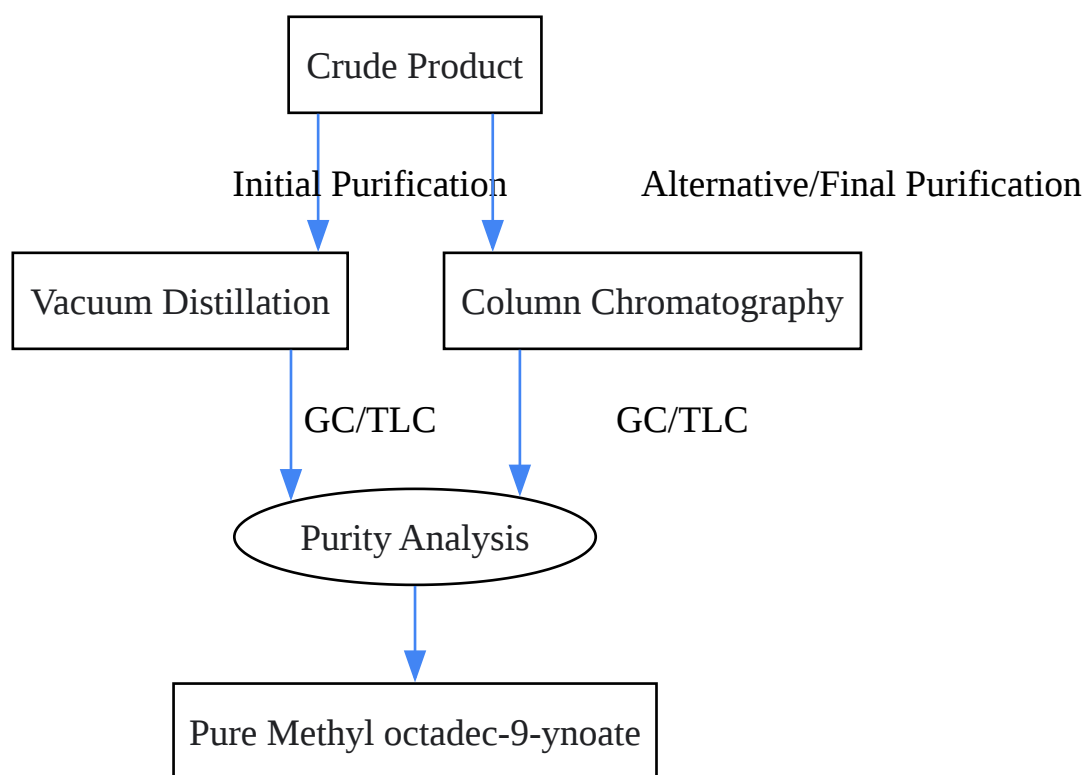 Crude Product
Initial Purification
Alternative/Final Purification
Vacuum Distillation
Column Chromatography
GC/TLC
GC/TLC
Purity Analysis
Pure Methyl octadec-9-ynoate